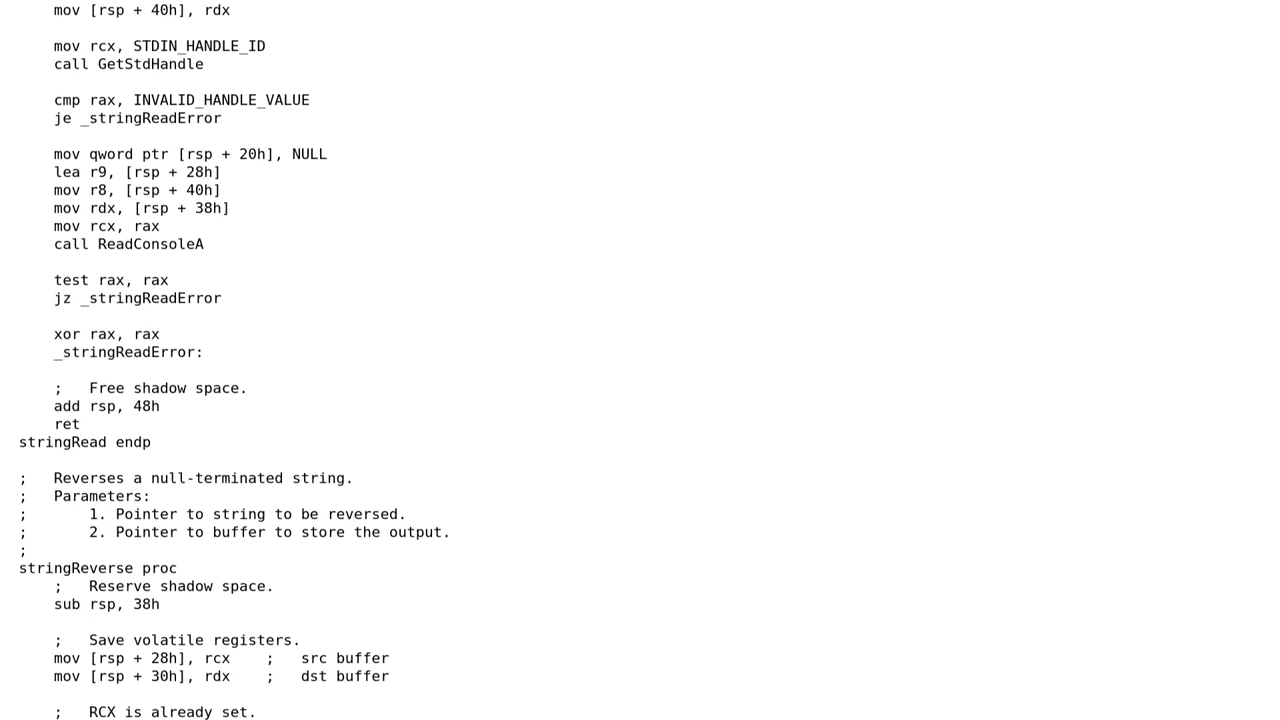 mov [rsp + 40h], rdx
mov rcx, STDIN_HANDLE_ID
call GetStdHandle
cmp rax, INVALID_HANDLE_VALUE
je _stringReadError
mov qword ptr [rsp + 20h], NULL
lea r9, [rsp + 28h]
mov r8, [rsp + 40h]
mov rdx, [rsp + 38h]
mov rcx, rax
call ReadConsoleA
test rax, rax
jz _stringReadError
xor rax, rax
_stringReadError:
;   Free shadow space.
add rsp, 48h
ret
stringRead endp
;   Reverses a null-terminated string.
;   Parameters:
;       1. Pointer to string to be reversed.
;       2. Pointer to buffer to store the output.
;
stringReverse proc
;   Reserve shadow space.
sub rsp, 38h
;   Save volatile registers.
mov [rsp + 28h], rcx    ;   src buffer
mov [rsp + 30h], rdx    ;   dst buffer
;   RCX is already set.